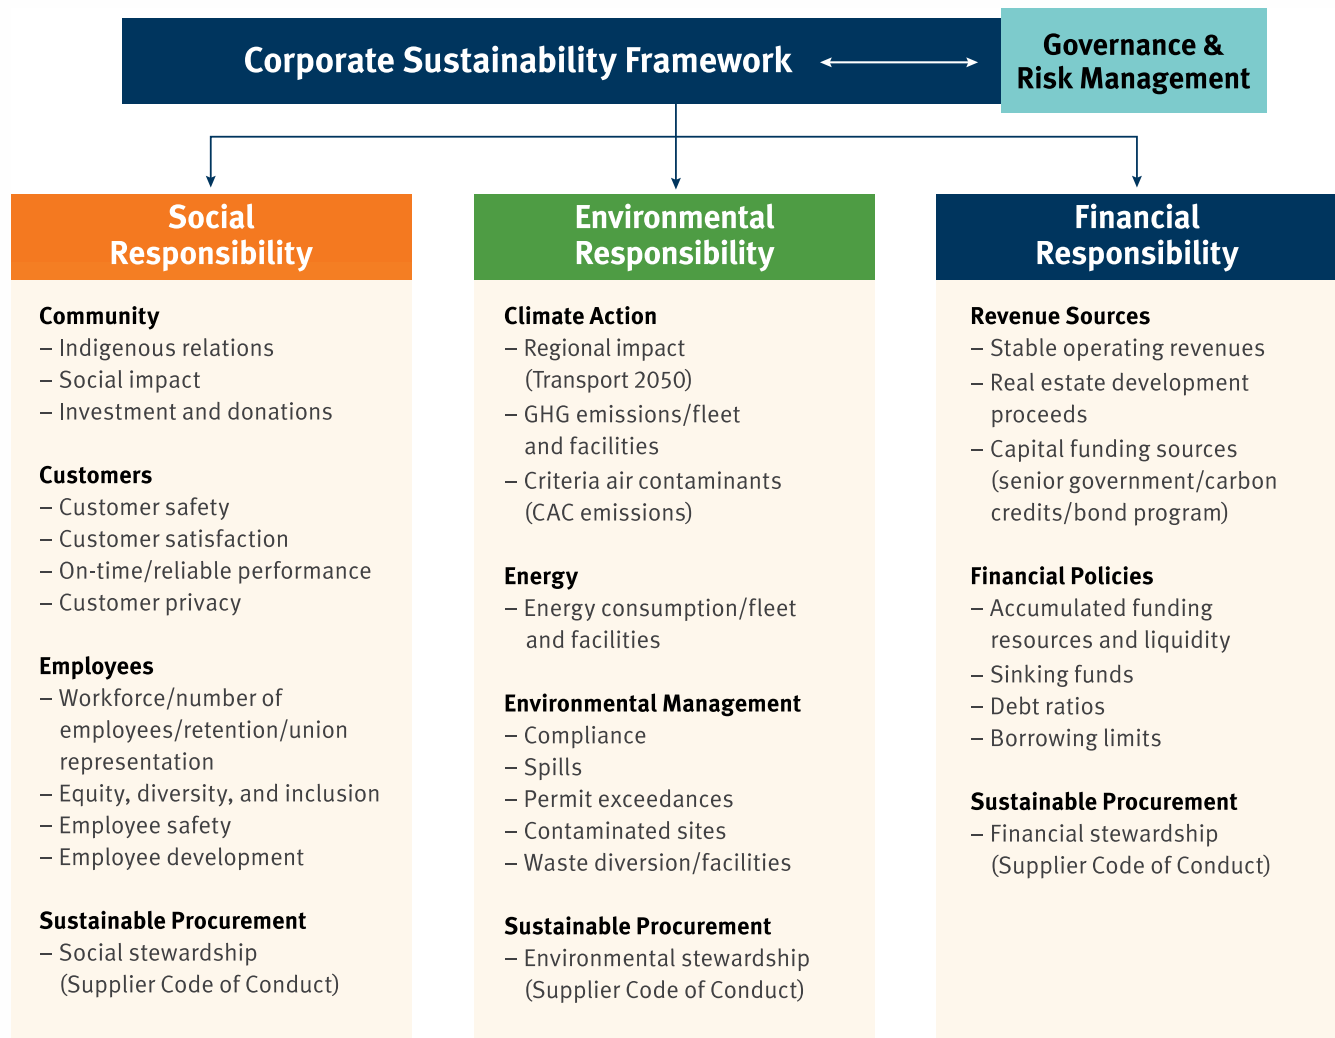 Corporate Sustainability Framework
Governance &
Risk Management
Social
Responsibility
Community
– Indigenous relations
– Social impact
– Investment and donations
Customers
– Customer safety
– Customer satisfaction
– On-time/reliable performance
– Customer privacy
Employees
– Workforce/number of
employees/retention/union
representation
– Equity, diversity, and inclusion
– Employee safety
– Employee development
Sustainable Procurement
– Social stewardship
(Supplier Code of Conduct)
Environmental
Responsibility
Climate Action
– Regional impact
(Transport 2050)
– GHG emissions/fleet
and facilities
– Criteria air contaminants
(CAC emissions)
Energy
– Energy consumption/fleet
and facilities
Environmental Management
– Compliance
– Spills
– Permit exceedances
– Contaminated sites
– Waste diversion/facilities
Sustainable Procurement
– Environmental stewardship
(Supplier Code of Conduct)
Financial
Responsibility
Revenue Sources
– Stable operating revenues
– Real estate development
proceeds
– Capital funding sources
(senior government/carbon
credits/bond program)
Financial Policies
– Accumulated funding
resources and liquidity
– Sinking funds
– Debt ratios
– Borrowing limits
Sustainable Procurement
– Financial stewardship
(Supplier Code of Conduct)